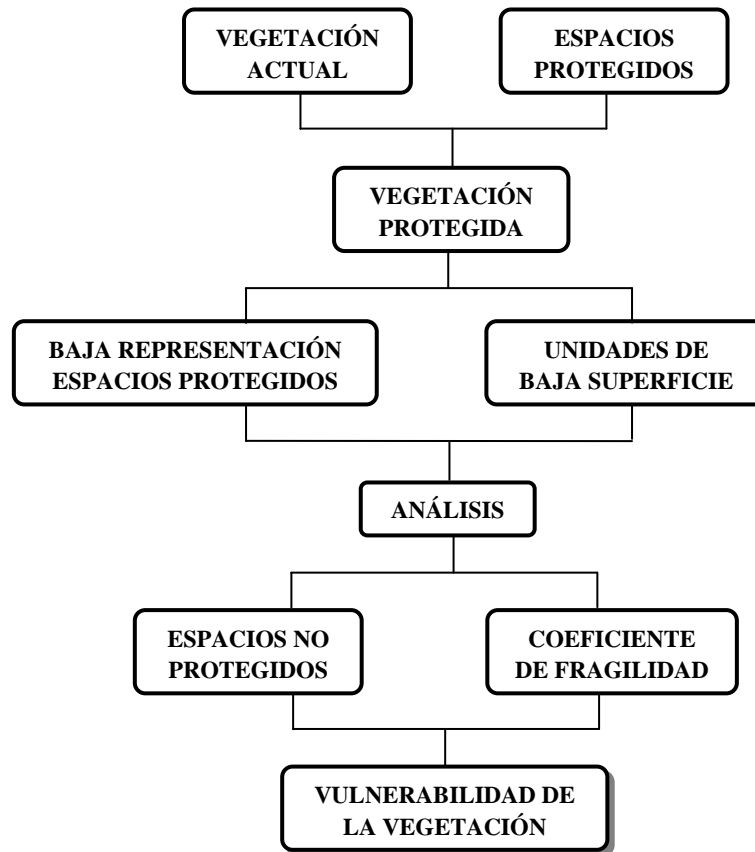 VEGETACIÓN
ACTUAL
ESPACIOS
PROTEGIDOS
VEGETACIÓN
PROTEGIDA
BAJA REPRESENTACIÓN
ESPACIOS PROTEGIDOS
UNIDADES DE
BAJA SUPERFICIE
ANÁLISIS
ESPACIOS NO
PROTEGIDOS
COEFICIENTE
DE FRAGILIDAD
VULNERABILIDAD DE
LA VEGETACIÓN